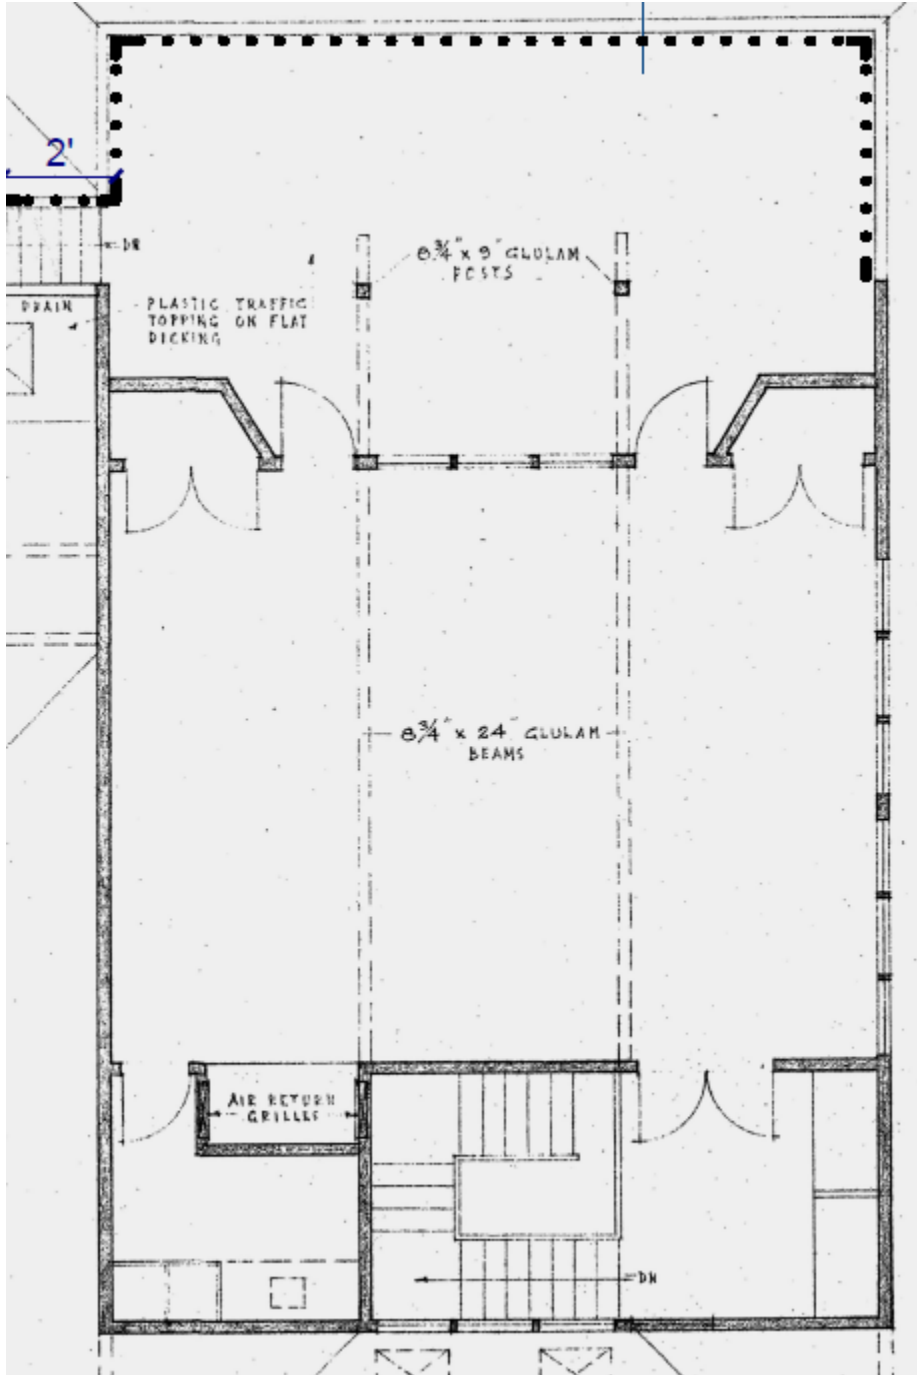 2'
DN
8¾" x 9" GLULAM
POSTS
DRAIN
PLASTIC TRAFFIC
TOPPING ON FLAT
DICKING
8¾" x 24" GLULAM
BEAMS
AIR RETURN
GRILLES
DN